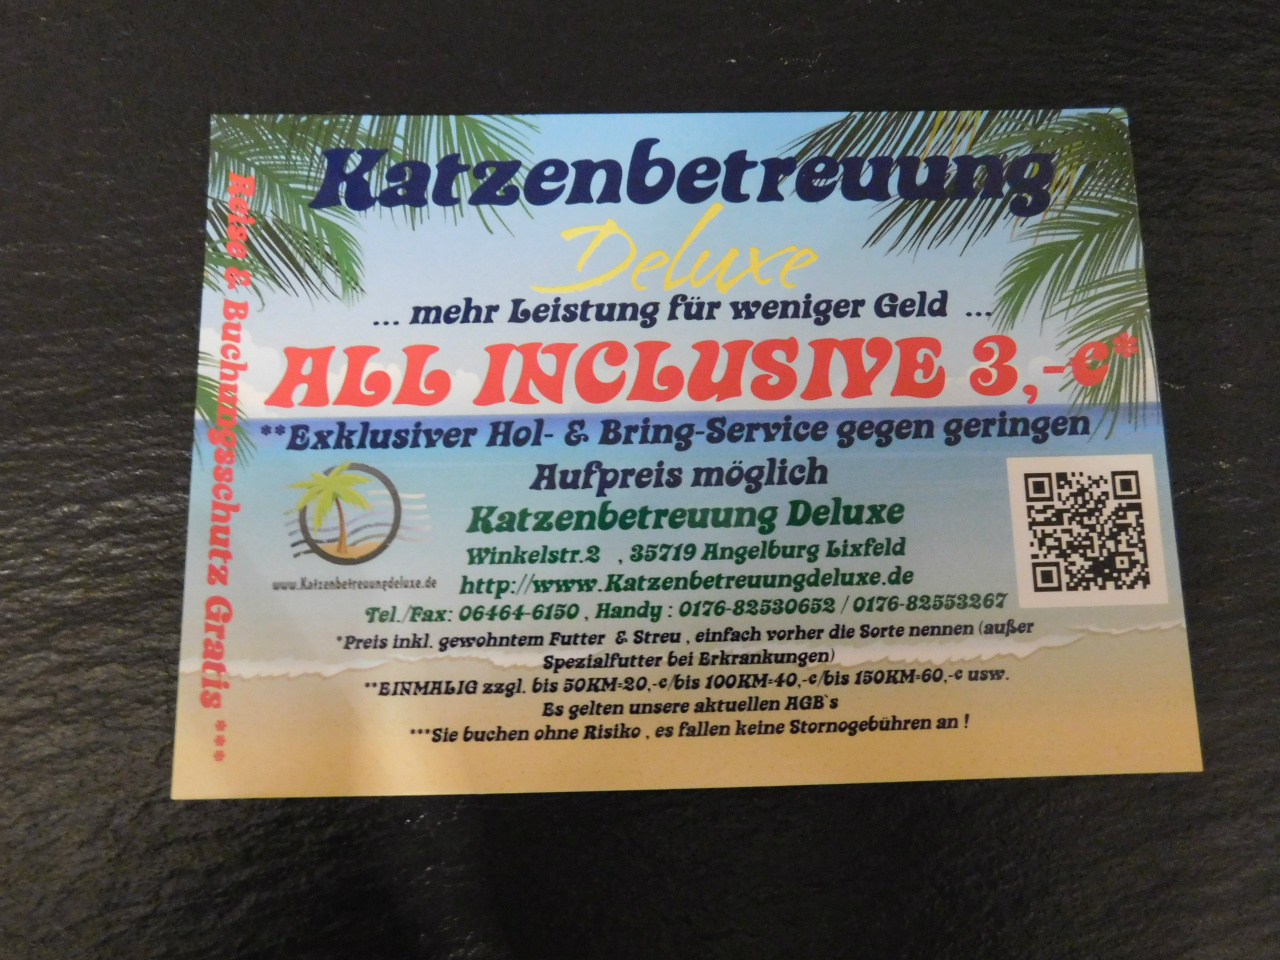 Katzenbetreuung
Deluxe
... mehr Leistung für weniger Geld ...
ALL INCLUSIVE 3,-€*
**Exklusiver Hol- & Bring-Service gegen geringen
Aufpreis möglich
Katzenbetreuung Deluxe
Winkelstr.2 , 35719 Angelburg Lixfeld
http://www.Katzenbetreuungdeluxe.de
Tel./Fax: 06464-6150 , Handy : 0176-82530652 / 0176-82553267
*Preis inkl. gewohntem Futter & Streu , einfach vorher die Sorte nennen (außer
Spezialfutter bei Erkrankungen)
**EINMALIG zzgl. bis 50KM=20,-€/bis 100KM=40,-€/bis 150KM=60,-€ usw.
Es gelten unsere aktuellen AGB`s
***Sie buchen ohne Risiko , es fallen keine Stornogebühren an !
www.Katzenbetreuungdeluxe.de
Reise & Buchungsschutz Gratis ***